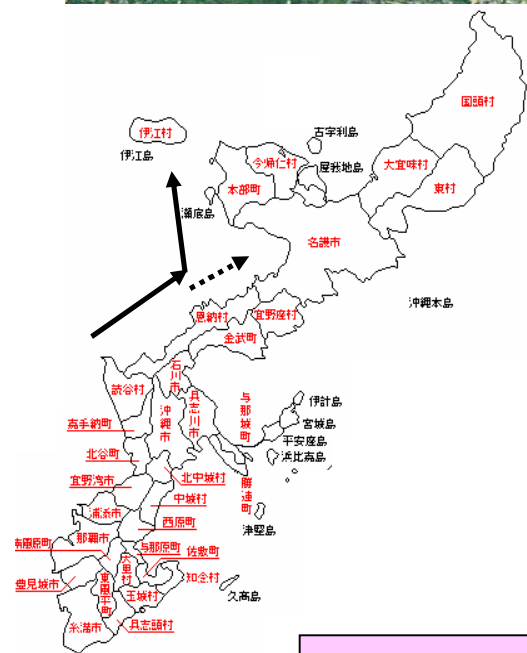 国頭村
伊江村
古宇利島
伊江島
今帰仁村
屋我地島
大宜味村
本部町
東村
瀬底島
名護市
沖縄本島
恩納村
宜野座村
金武町
石川市
読谷村
具志川市
与那城町
伊計島
沖縄市
宮城島
嘉手納町
平安座島
北谷町
浜比嘉島
北中城村
宜野湾市
勝連町
中城村
浦添市
津堅島
西原町
那覇市
南風原町
与那原町
佐敷町
大里村
知念村
豊見城市
東風平町
玉城村
久高島
糸満市
具志頭村